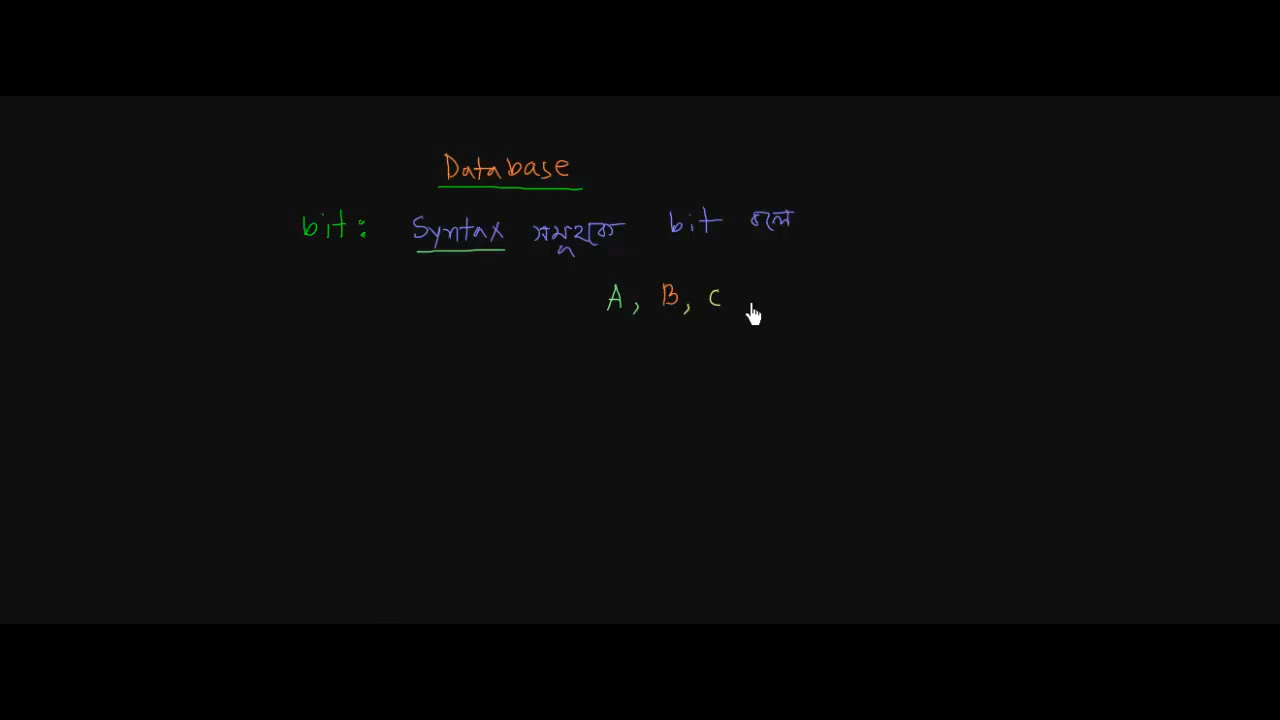 Database
bit: Syntax সমূহকে bit বলে
A, B, C